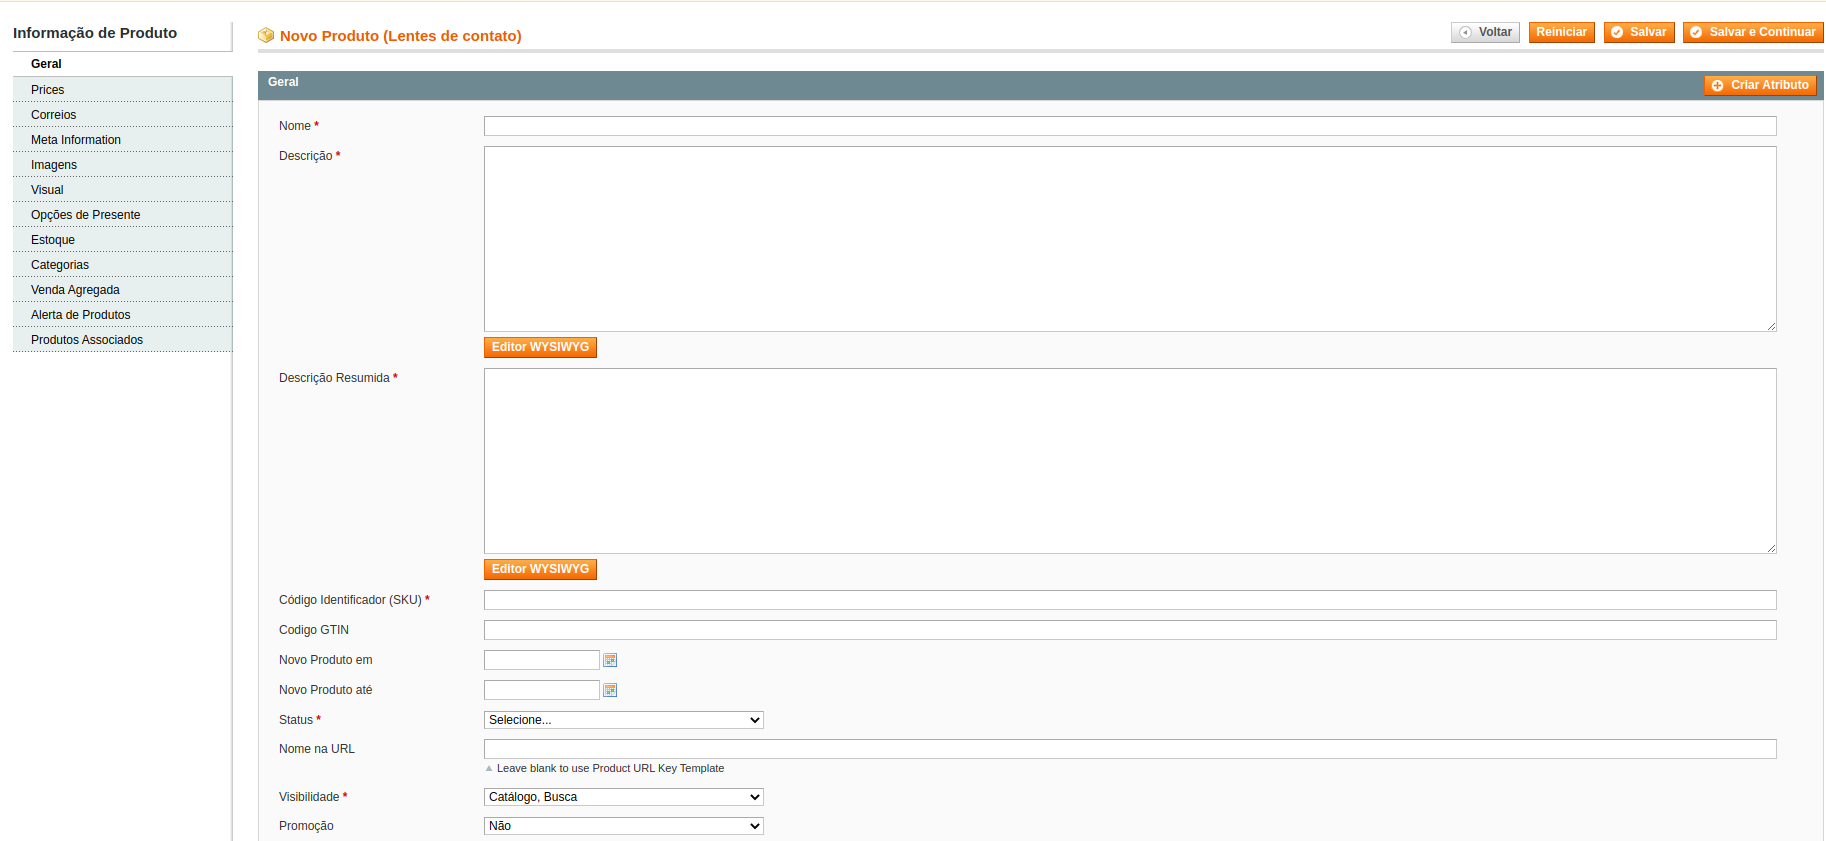 Informação de Produto
Geral
Prices
Correios
Meta Information
Imagens
Visual
Opções de Presente
Estoque
Categorias
Venda Agregada
Alerta de Produtos
Produtos Associados
Novo Produto (Lentes de contato)
Voltar
Reiniciar
Salvar
Salvar e Continuar
Geral
Criar Atributo
Nome *
Descrição *
Editor WYSIWYG
Descrição Resumida *
Editor WYSIWYG
Código Identificador (SKU) *
Codigo GTIN
Novo Produto em
Novo Produto até
Status *
Selecione...
Nome na URL
Leave blank to use Product URL Key Template
Visibilidade *
Catálogo, Busca
Promoção
Não